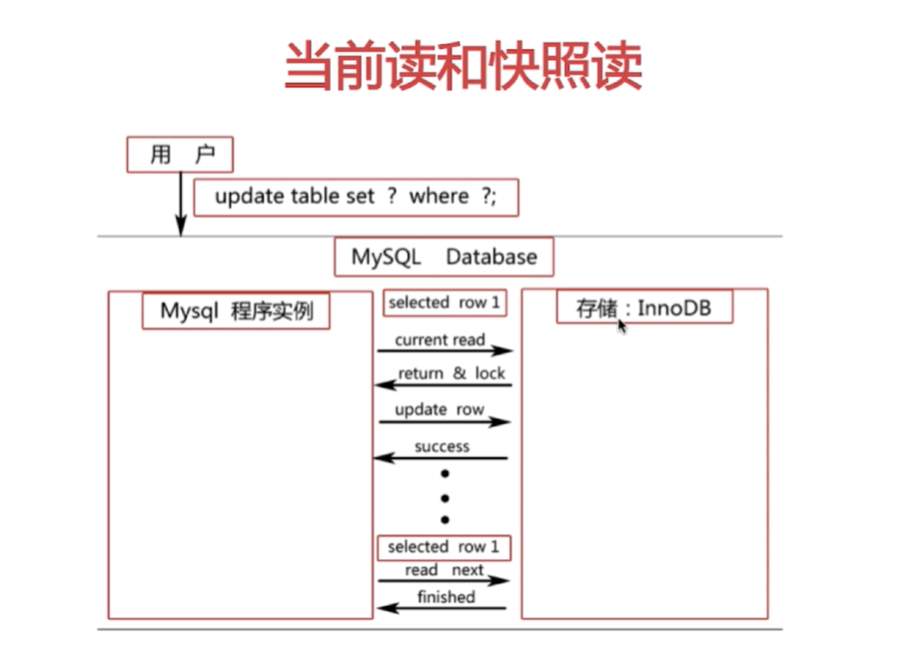 当前读和快照读
用 户
update table set ? where ?;
MySQL Database
Mysql 程序实例
selected row 1
存储：InnoDB
current read
return & lock
update row
success
selected row 1
read next
finished